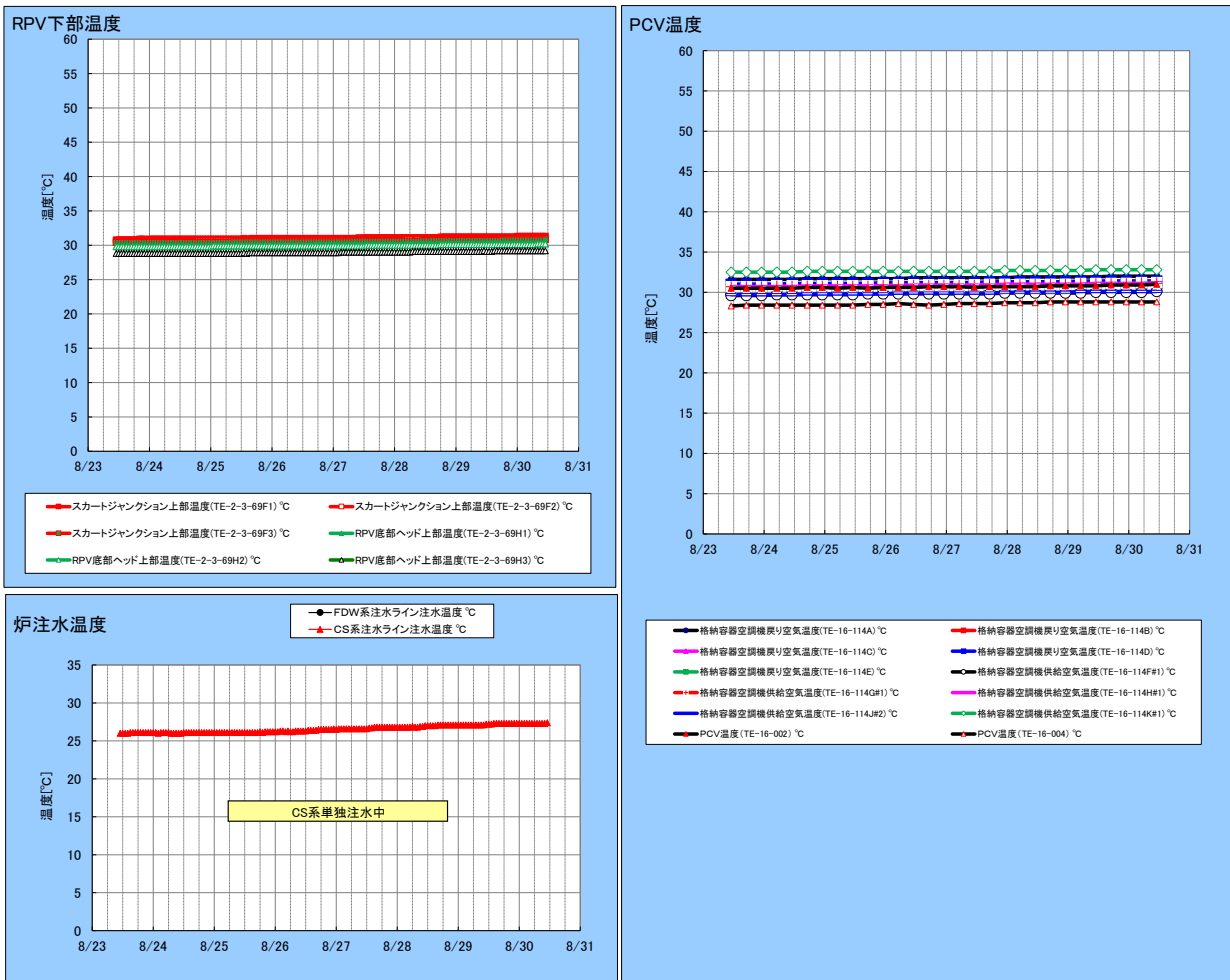 RPV下部温度
60
55
50
45
40
35
30
25
20
15
10
5
0
温度[℃]
8/23 8/24 8/25 8/26 8/27 8/28 8/29 8/30 8/31
スカートジャンクション上部温度(TE-2-3-69F1)℃ スカートジャンクション上部温度(TE-2-3-69F2)℃
スカートジャンクション上部温度(TE-2-3-69F3)℃ RPV底部ヘッド上部温度(TE-2-3-69H1)℃
RPV底部ヘッド上部温度(TE-2-3-69H2)℃ RPV底部ヘッド上部温度(TE-2-3-69H3)℃
炉注水温度
FDW系注水ライン注水温度 ℃
CS系注水ライン注水温度 ℃
35
30
25
20
15
10
5
0
温度[℃]
CS系単独注水中
8/23 8/24 8/25 8/26 8/27 8/28 8/29 8/30 8/31
PCV温度
60
55
50
45
40
35
30
25
20
15
10
5
0
温度[℃]
8/23 8/24 8/25 8/26 8/27 8/28 8/29 8/30 8/31
格納容器空調機戻り空気温度(TE-16-114A)℃ 格納容器空調機戻り空気温度(TE-16-114B)℃
格納容器空調機戻り空気温度(TE-16-114C)℃ 格納容器空調機戻り空気温度(TE-16-114D)℃
格納容器空調機戻り空気温度(TE-16-114E)℃ 格納容器空調機供給空気温度(TE-16-114F#1)℃
格納容器空調機供給空気温度(TE-16-114G#1)℃ 格納容器空調機供給空気温度(TE-16-114H#1)℃
格納容器空調機供給空気温度(TE-16-114J#2)℃ 格納容器空調機供給空気温度(TE-16-114K#1)℃
PCV温度(TE-16-002)℃ PCV温度(TE-16-004)℃